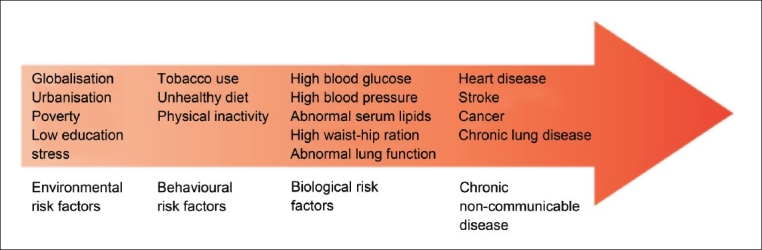 Globalisation
Urbanisation
Poverty
Low education
stress
Tobacco use
Unhealthy diet
Physical inactivity
High blood glucose
High blood pressure
Abnormal serum lipids
High waist-hip ration
Abnormal lung function
Heart disease
Stroke
Cancer
Chronic lung disease
Environmental
risk factors
Behavioural
risk factors
Biological risk
factors
Chronic
non-communicable
disease